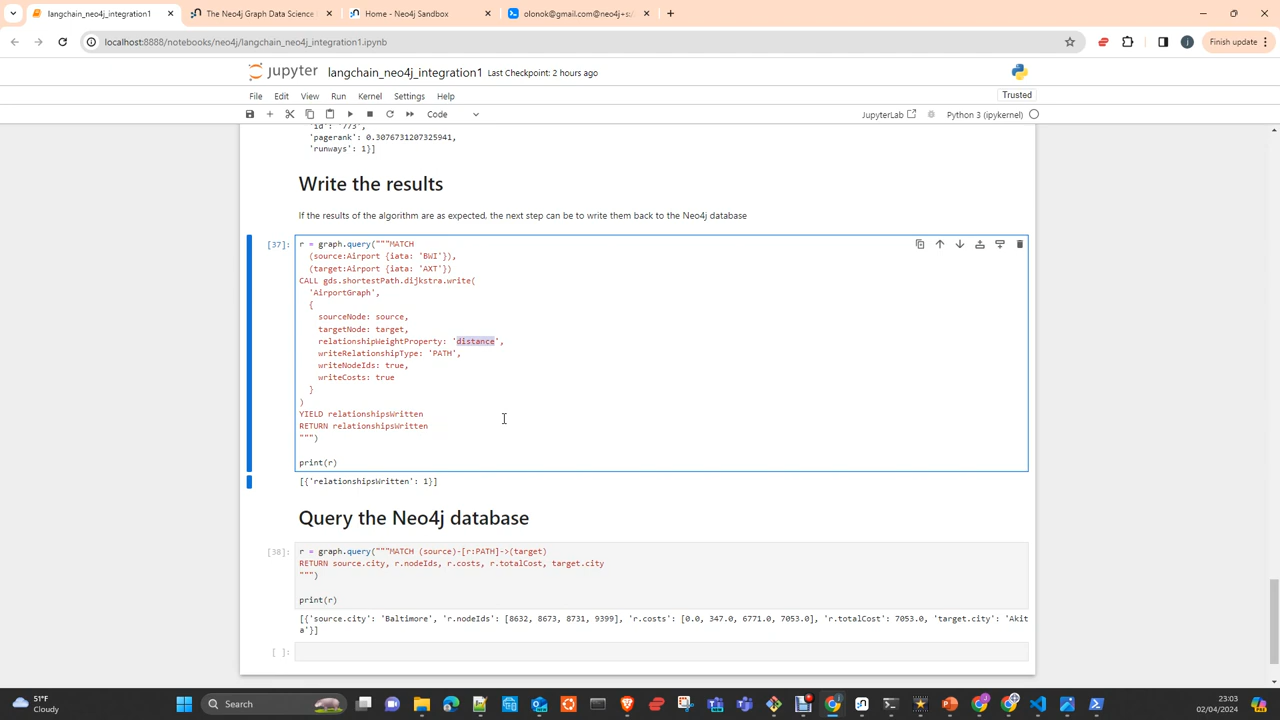 langchain_neo4j_integration1
The Neo4j Graph Data Science
Home - Neo4j Sandbox
olonok@gmail.com@neo4j+s:/
localhost:8888/notebooks/neo4j/langchain_neo4j_integration1.ipynb
Finish update
jupyter langchain_neo4j_integration1 Last Checkpoint: 2 hours ago
File Edit View Run Kernel Settings Help
Trusted
Code
JupyterLab
Python 3 (ipykernel)
'id': '773',
'pagerank': 0.3076731207325941,
'runways': 1}]
Write the results
If the results of the algorithm are as expected, the next step can be to write them back to the Neo4j database
[37]:
r = graph.query("""MATCH
(source:Airport {iata: 'BWI'}),
(target:Airport {iata: 'AXT'})
CALL gds.shortestPath.dijkstra.write(
'AirportGraph',
{
sourceNode: source,
targetNode: target,
relationshipWeightProperty: 'distance',
writeRelationshipType: 'PATH',
writeNodeIds: true,
writeCosts: true
}
)
YIELD relationshipsWritten
RETURN relationshipsWritten
""")
print(r)
[{'relationshipsWritten': 1}]
Query the Neo4j database
[38]:
r = graph.query("""MATCH (source)-[r:PATH]->(target)
RETURN source.city, r.nodeIds, r.costs, r.totalCost, target.city
""")
print(r)
[{'source.city': 'Baltimore', 'r.nodeIds': [8632, 8673, 8731, 9399], 'r.costs': [0.0, 347.0, 6771.0, 7053.0], 'r.totalCost': 7053.0, 'target.city': 'Akit
a'}]
[ ]:
51°F
Cloudy
Search
23:03
02/04/2024